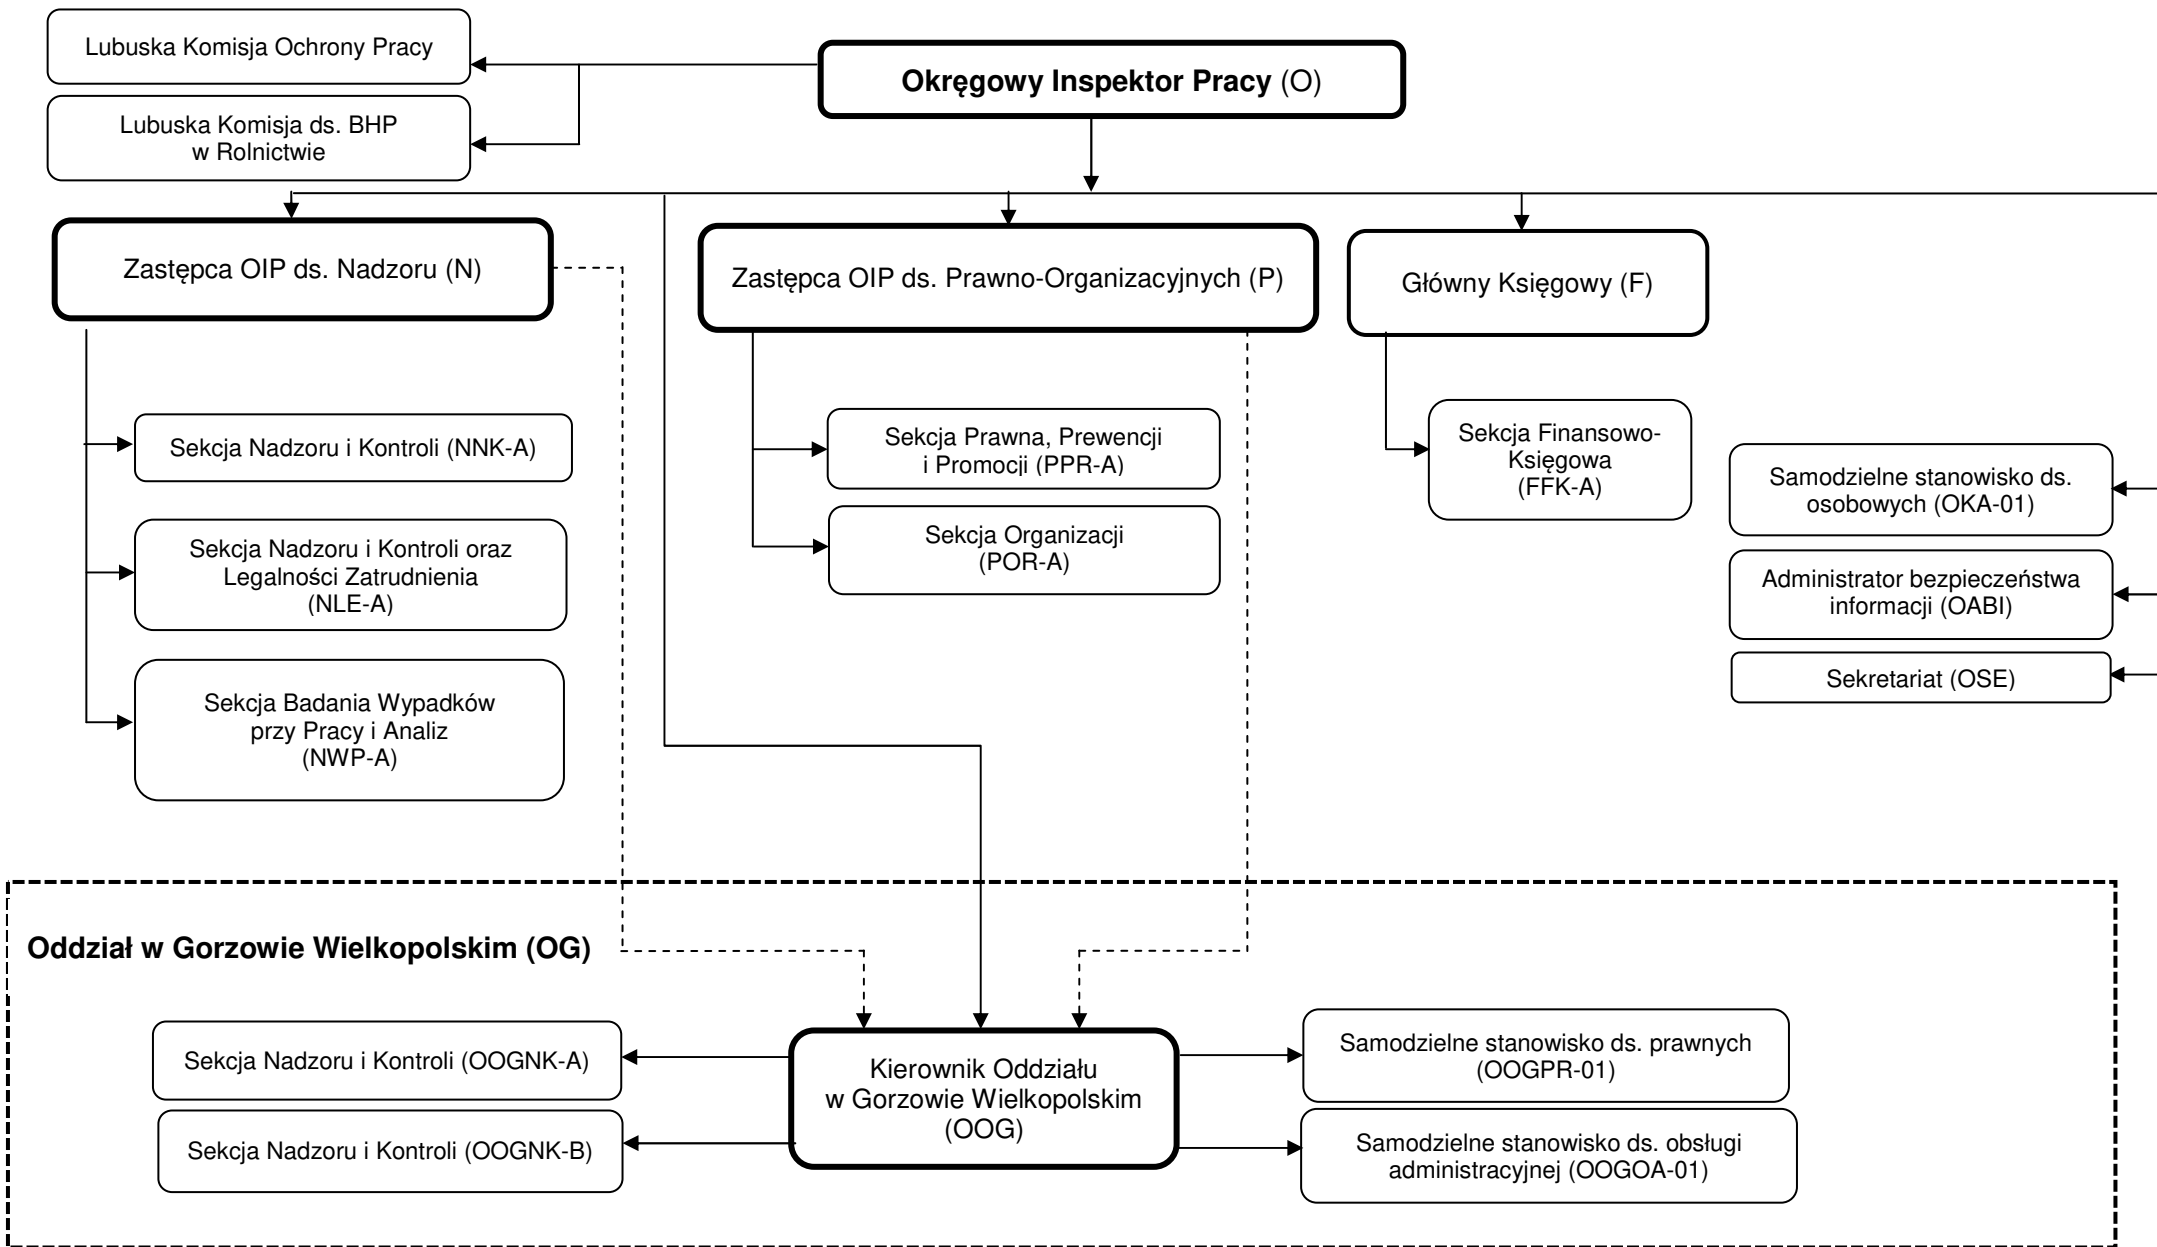 Lubuska Komisja Ochrony Pracy
Okręgowy Inspektor Pracy (O)
Lubuska Komisja ds. BHP
w Rolnictwie
Zastępca OIP ds. Nadzoru (N)
Zastępca OIP ds. Prawno-Organizacyjnych (P)
Główny Księgowy (F)
Sekcja Nadzoru i Kontroli (NNK-A)
Sekcja Nadzoru i Kontroli oraz
Legalności Zatrudnienia
(NLE-A)
Sekcja Badania Wypadków
przy Pracy i Analiz
(NWP-A)
Sekcja Prawna, Prewencji
i Promocji (PPR-A)
Sekcja Organizacji
(POR-A)
Sekcja Finansowo-
Księgowa
(FFK-A)
Samodzielne stanowisko ds.
osobowych (OKA-01)
Administrator bezpieczeństwa
informacji (OABI)
Sekretariat (OSE)
Oddział w Gorzowie Wielkopolskim (OG)
Sekcja Nadzoru i Kontroli (OOGNK-A)
Sekcja Nadzoru i Kontroli (OOGNK-B)
Kierownik Oddziału
w Gorzowie Wielkopolskim
(OOG)
Samodzielne stanowisko ds. prawnych
(OOGPR-01)
Samodzielne stanowisko ds. obsługi
administracyjnej (OOGOA-01)